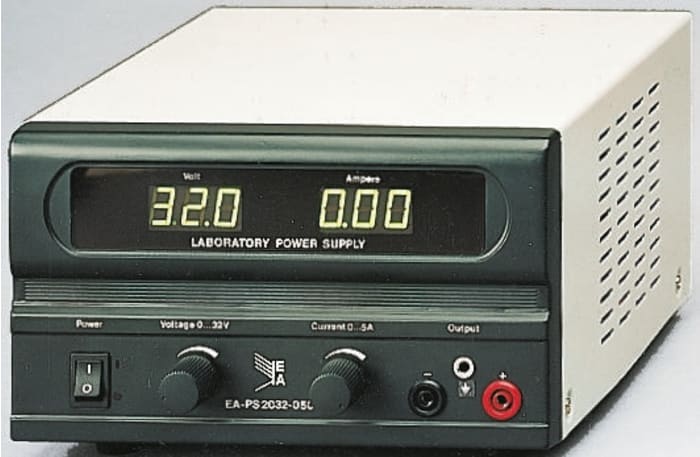 Volt Ampere
32.0 0.00
LABORATORY POWER SUPPLY
Power Voltage 0...32V Current 0...5A Output
I
O
EA
EA-PS 2032-050
- +